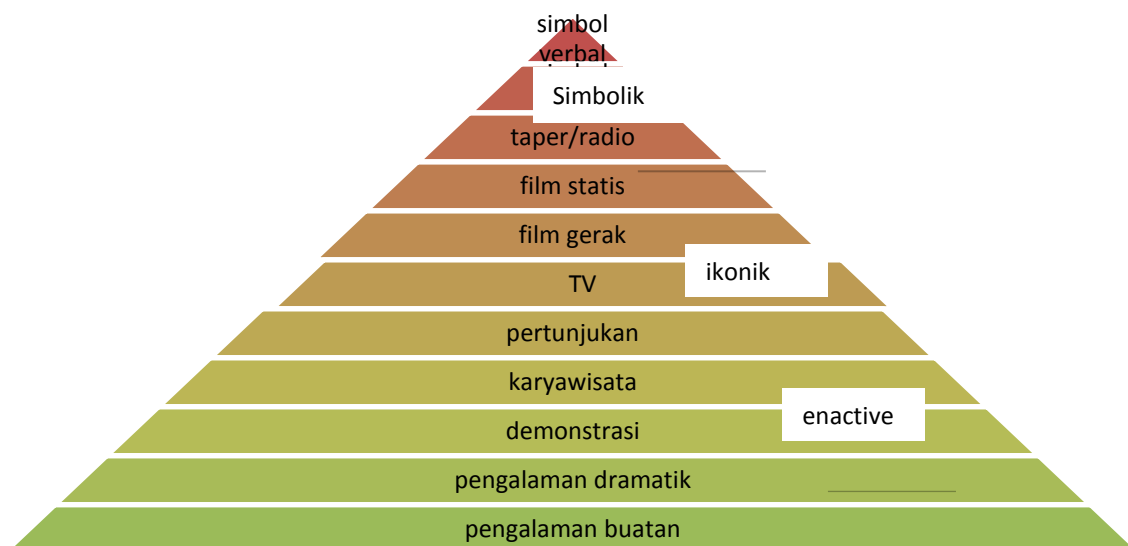 simbol
verbal
Simbolik
taper/radio
film statis
film gerak
ikonik
TV
pertunjukan
karyawisata
enactive
demonstrasi
pengalaman dramatik
pengalaman buatan